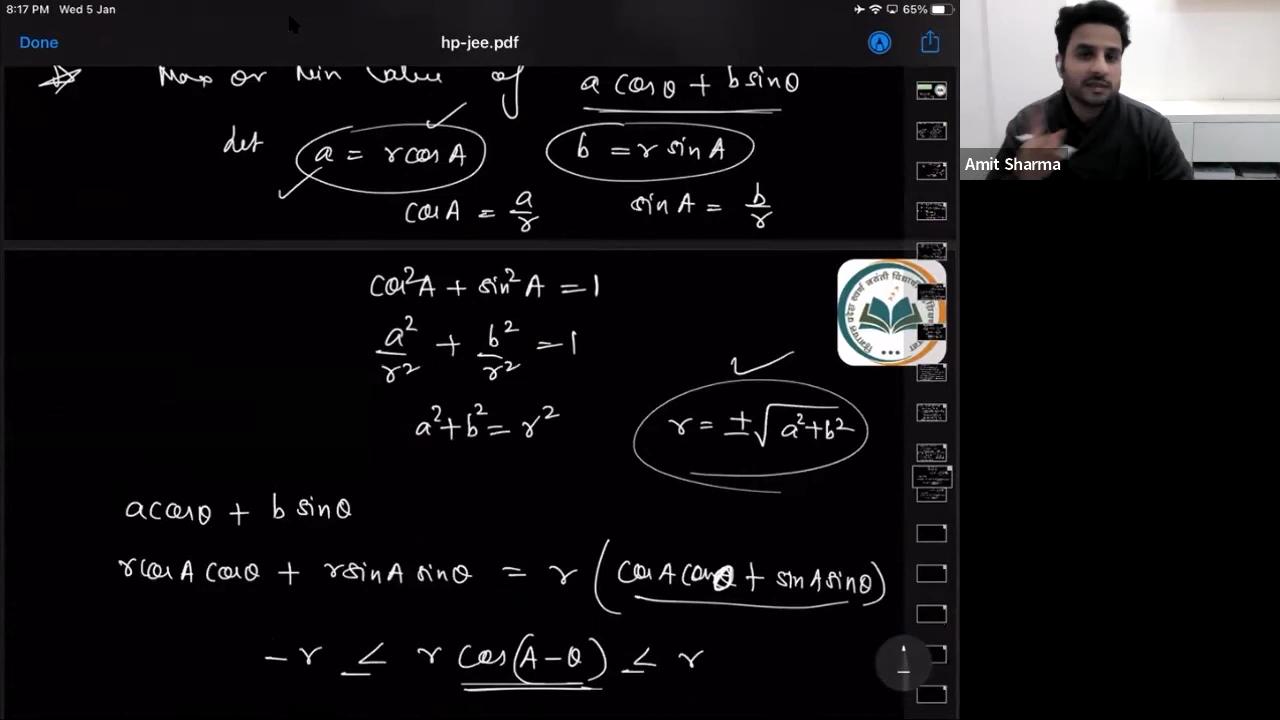 8:17 PM Wed 5 Jan
65%
Done
hp-jee.pdf
Max or Min Value of a cosθ + b sinθ
let a = r cos A b = r sin A
cos A = a/r sin A = b/r
cos²A + sin²A = 1
a²/r² + b²/r² = 1
a² + b² = r²
r = ±√(a² + b²)
a cosθ + b sinθ
r cos A cosθ + r sin A sinθ = r (cos A cosθ + sin A sinθ)
-r ≤ r cos(A - θ) ≤ r
Amit Sharma